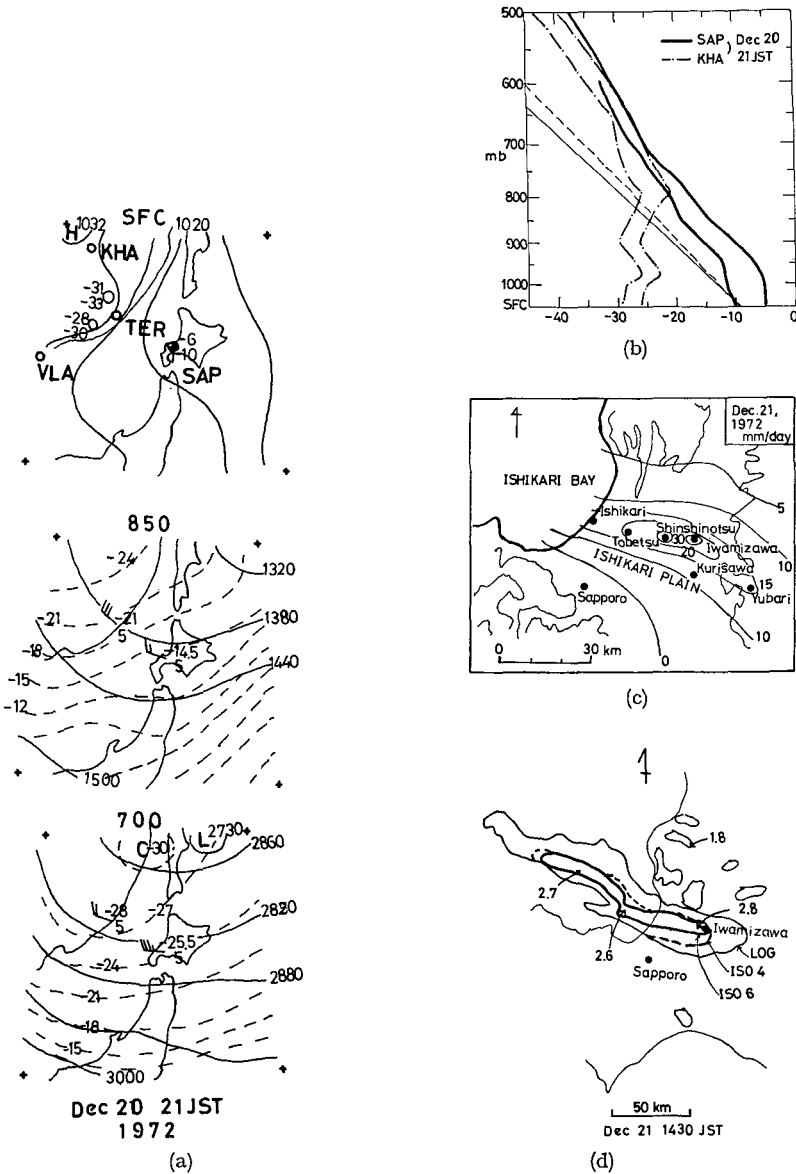 SFC
H 1032
1020
KHA
-31
-33
-28
-30
TER
-6
-10
VLA
SAP
850
-24
1320
-21
-21
5
1380
-18
-14.5
5
1440
-15
-12
1500
700
C -30
L 2730
2860
-28
5
-27
2820
-25.5
5
-24
2880
-21
-18
-15
3000
Dec 20 21JST
1972
(a)
500
SAP ) Dec 20
KHA 21JST
600
700
mb
800
900
1000
SFC
-40 -30 -20 -10 0
(b)
Dec. 21,
1972
mm/day
ISHIKARI BAY
5
Ishikari
Shinshinotsu
30
Tobetsu
20
Iwamizawa
10
ISHIKARI PLAIN
Kurisawa
15
Sapporo
Yubari
10
0 30 km
0
(c)
1.8
2.7
2.8
Iwamizawa
2.6
LOG
Sapporo
ISO 4
ISO 6
50 km
Dec 21 1430 JST
(d)